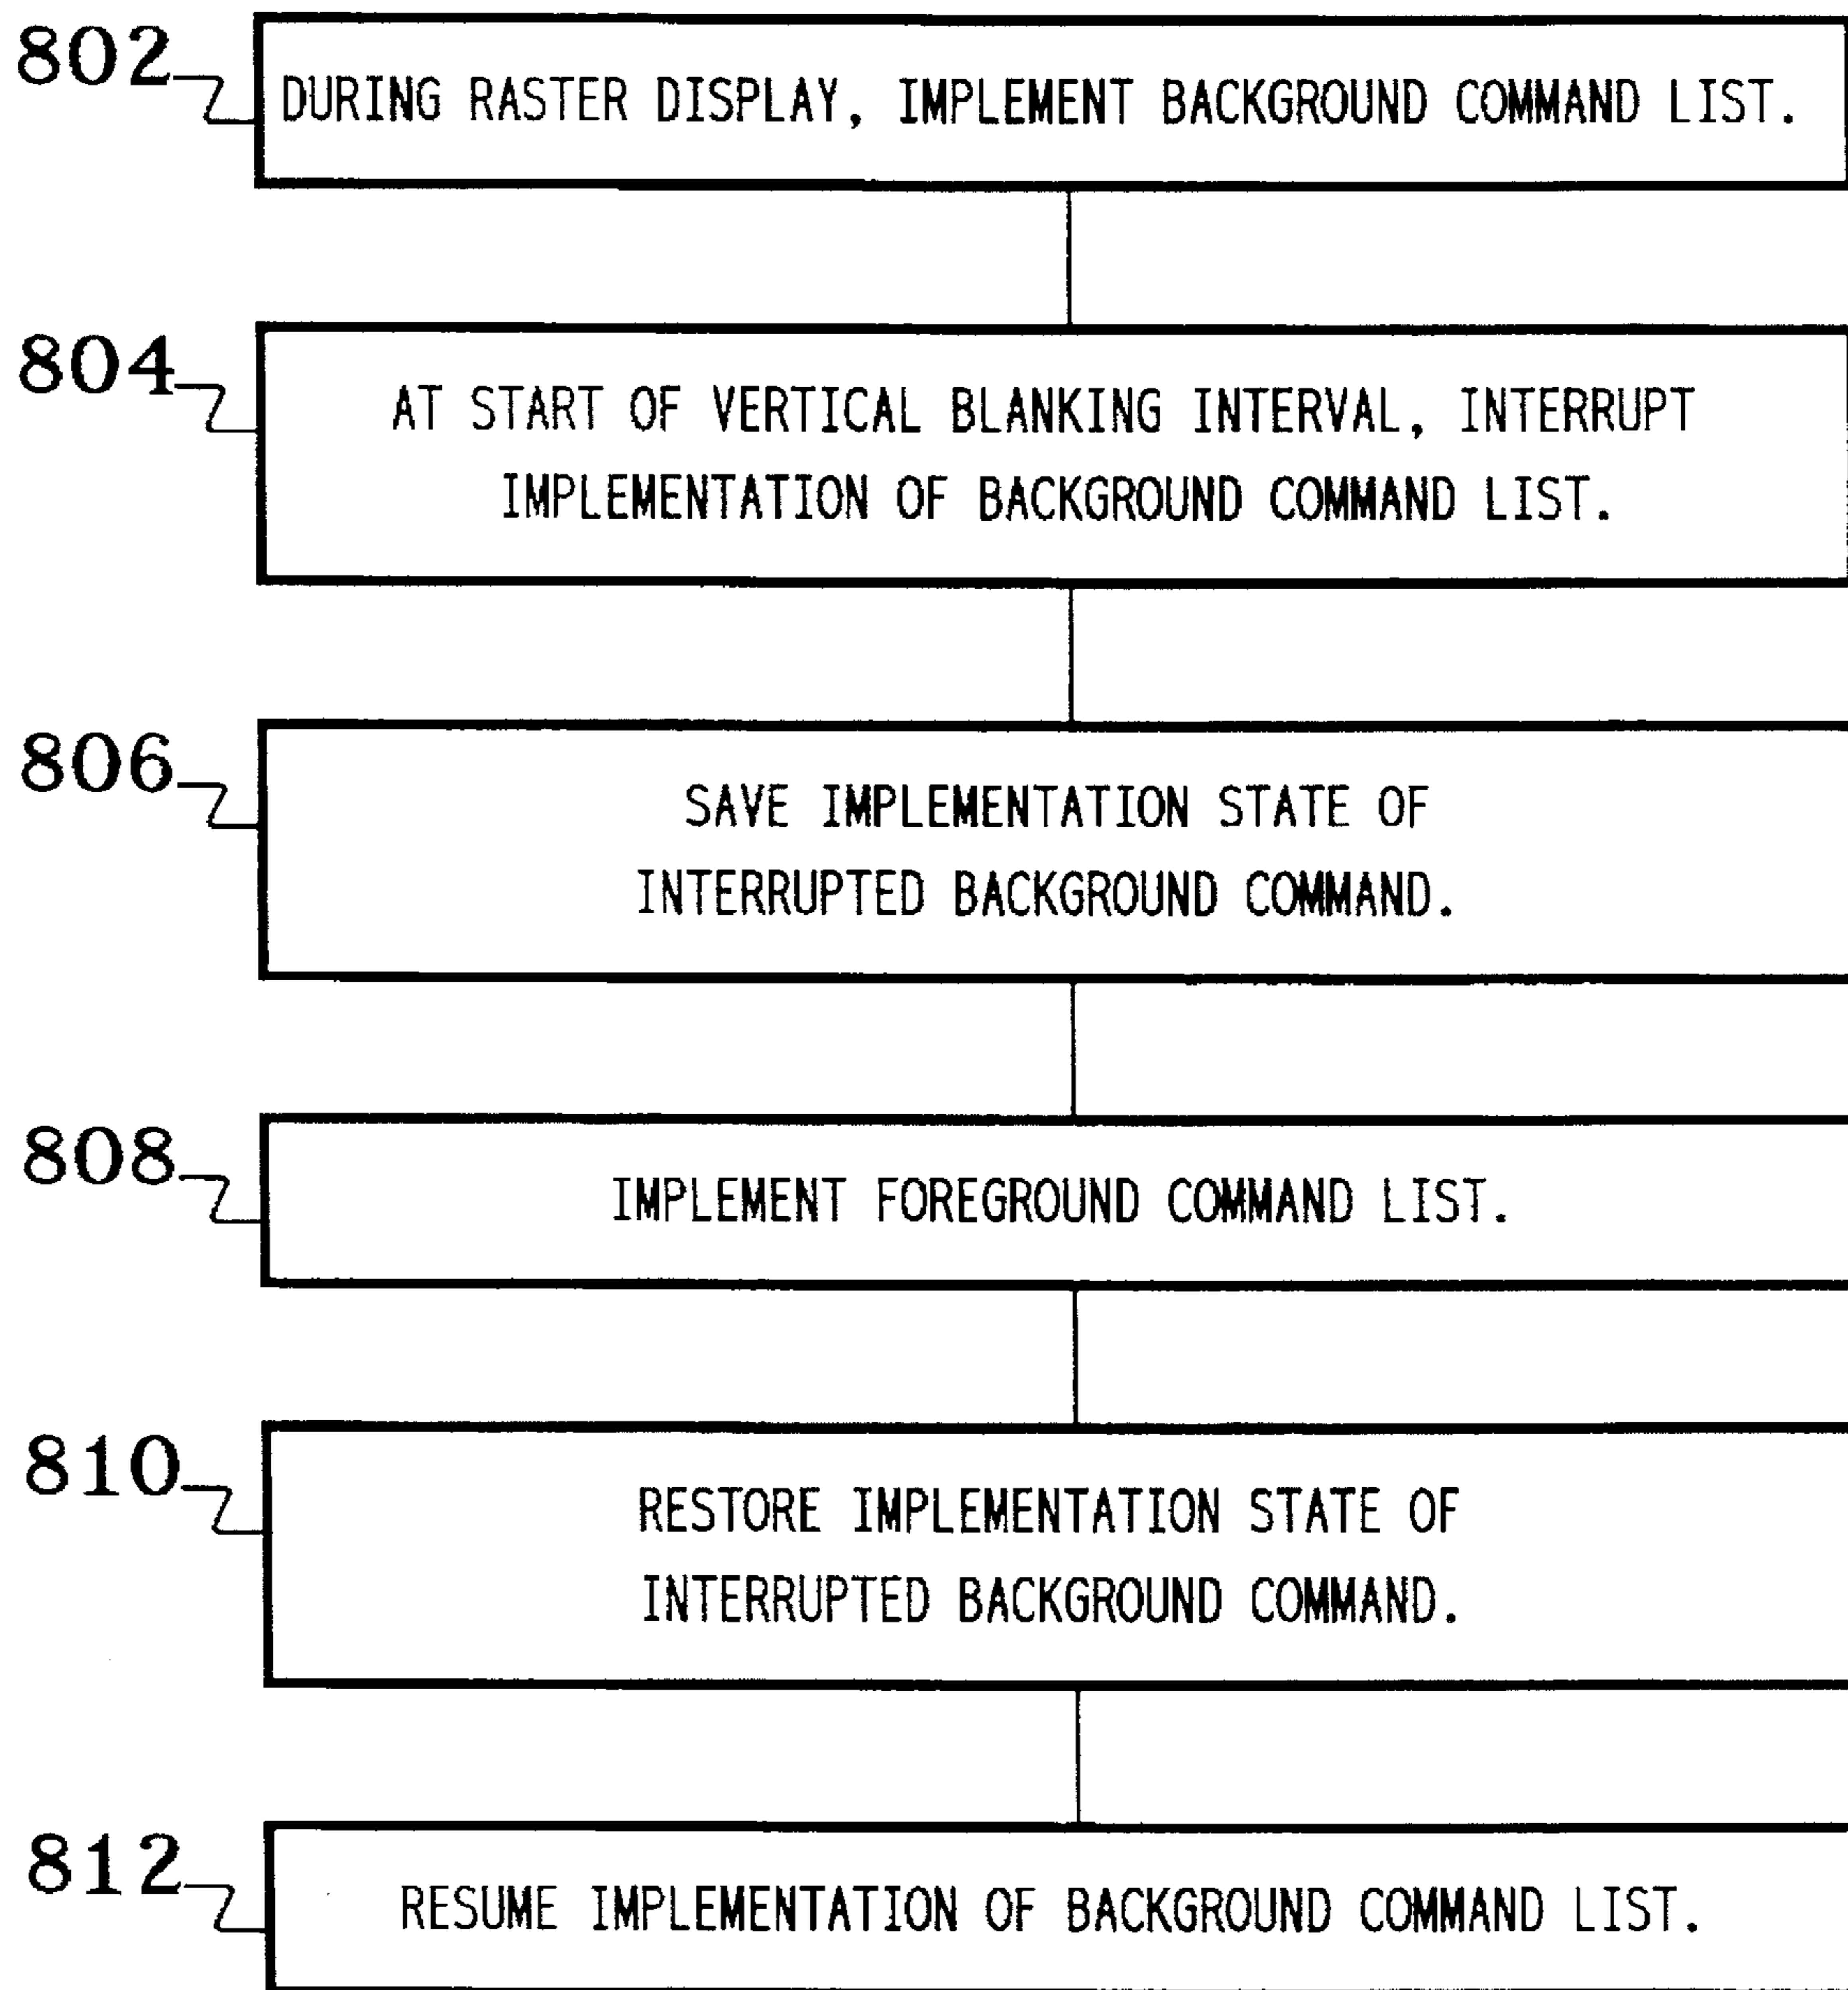 802
DURING RASTER DISPLAY, IMPLEMENT BACKGROUND COMMAND LIST.
804
AT START OF VERTICAL BLANKING INTERVAL, INTERRUPT
IMPLEMENTATION OF BACKGROUND COMMAND LIST.
806
SAVE IMPLEMENTATION STATE OF
INTERRUPTED BACKGROUND COMMAND.
808
IMPLEMENT FOREGROUND COMMAND LIST.
810
RESTORE IMPLEMENTATION STATE OF
INTERRUPTED BACKGROUND COMMAND.
812
RESUME IMPLEMENTATION OF BACKGROUND COMMAND LIST.